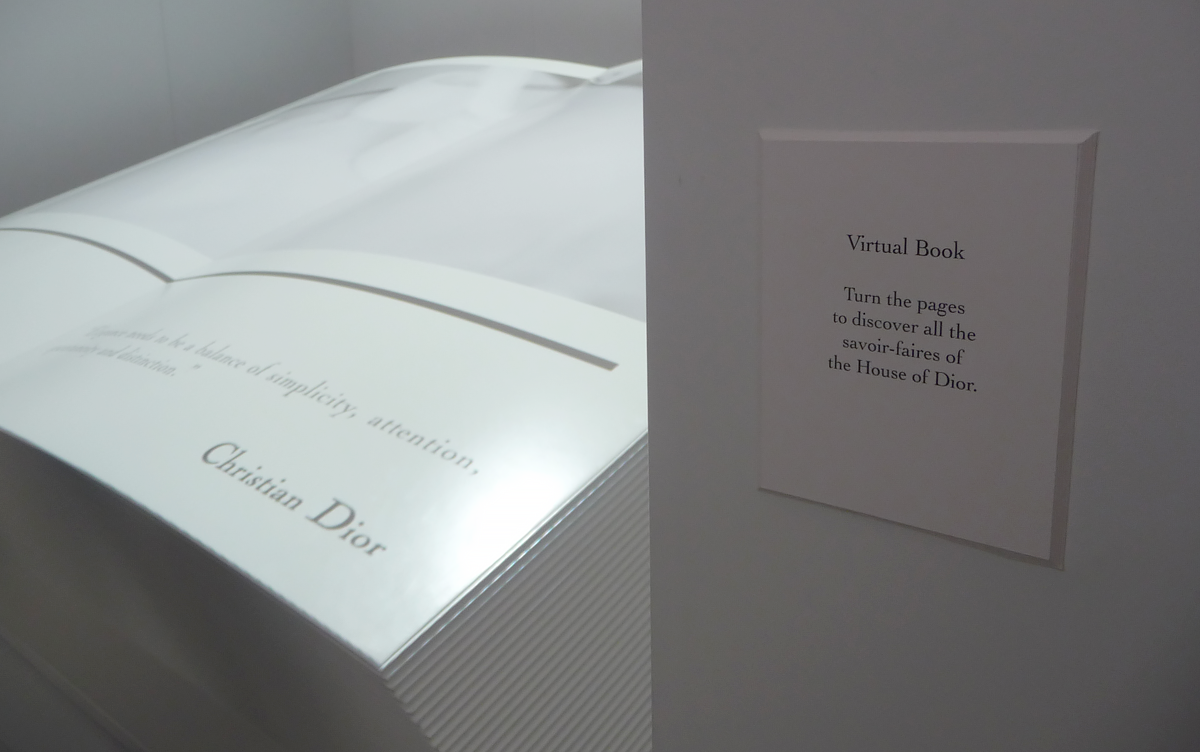 need to be a balance of simplicity, attention,
and distinction. "
Christian Dior
Virtual Book
Turn the pages
to discover all the
savoir-faires of
the House of Dior.